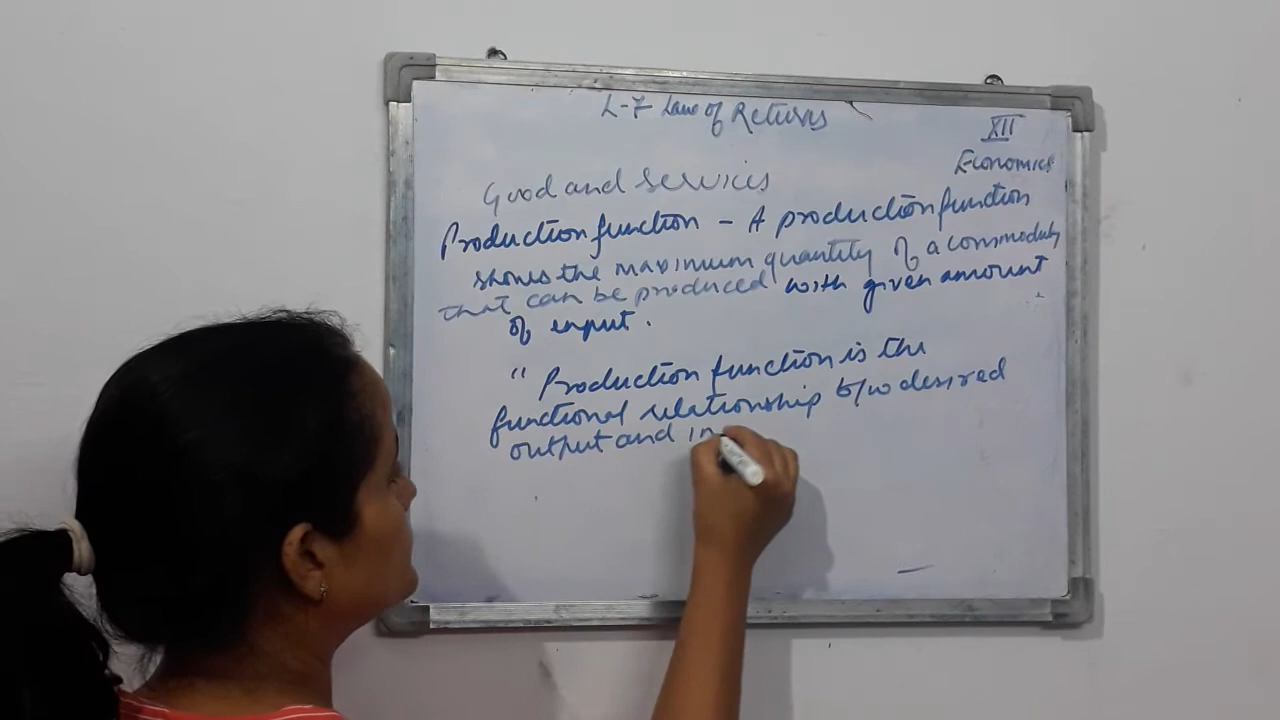 L-7 Law of Returns
XII
Economics
Good and services
Production function - A production function
shows the maximum quantity of a commodity
that can be produced with given amount
of input.
" Production function is the
functional relationship b/w desired
output and in